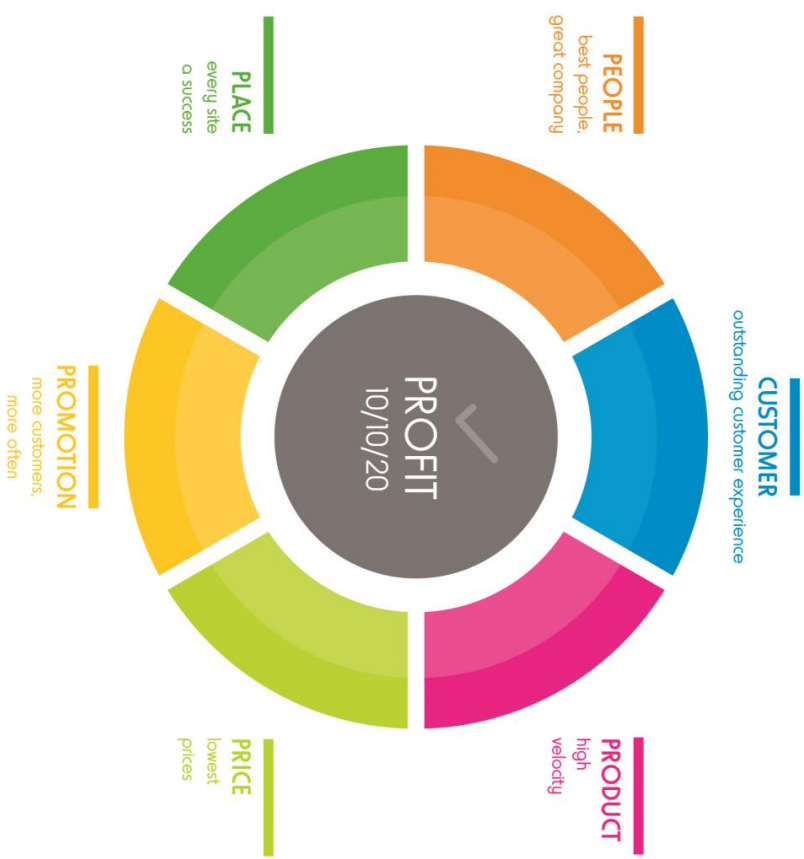 CUSTOMER
outstanding customer experience
PEOPLE
best people,
great company
PRODUCT
high
velocity
PROFIT
10/10/20
PLACE
every site
a success
PRICE
lowest
prices
PROMOTION
more customers,
more often